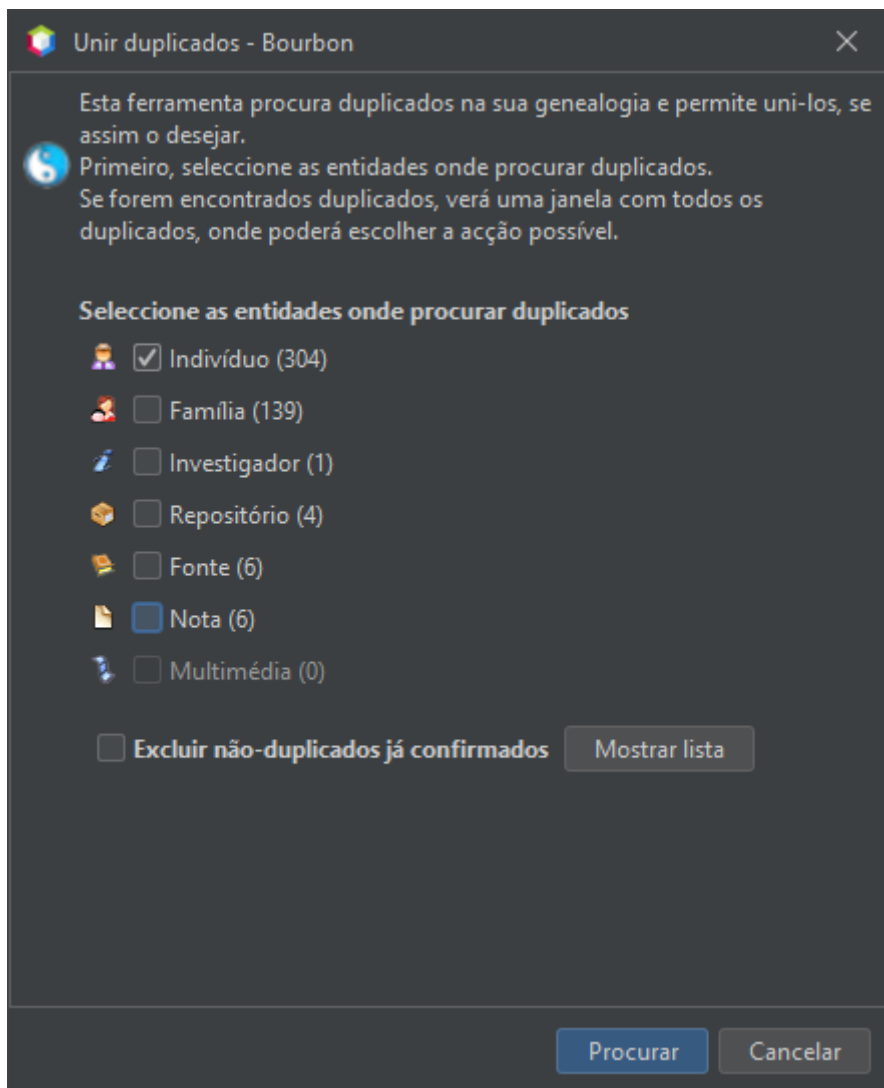 Unir duplicados - Bourbon
Esta ferramenta procura duplicados na sua genealogia e permite uni-los, se
assim o desejar.
Primeiro, seleccione as entidades onde procurar duplicados.
Se forem encontrados duplicados, verá uma janela com todos os
duplicados, onde poderá escolher a acção possível.
Seleccione as entidades onde procurar duplicados
Indivíduo (304)
Família (139)
Investigador (1)
Repositório (4)
Fonte (6)
Nota (6)
Multimédia (0)
Excluir não-duplicados já confirmados Mostrar lista
Procurar Cancelar